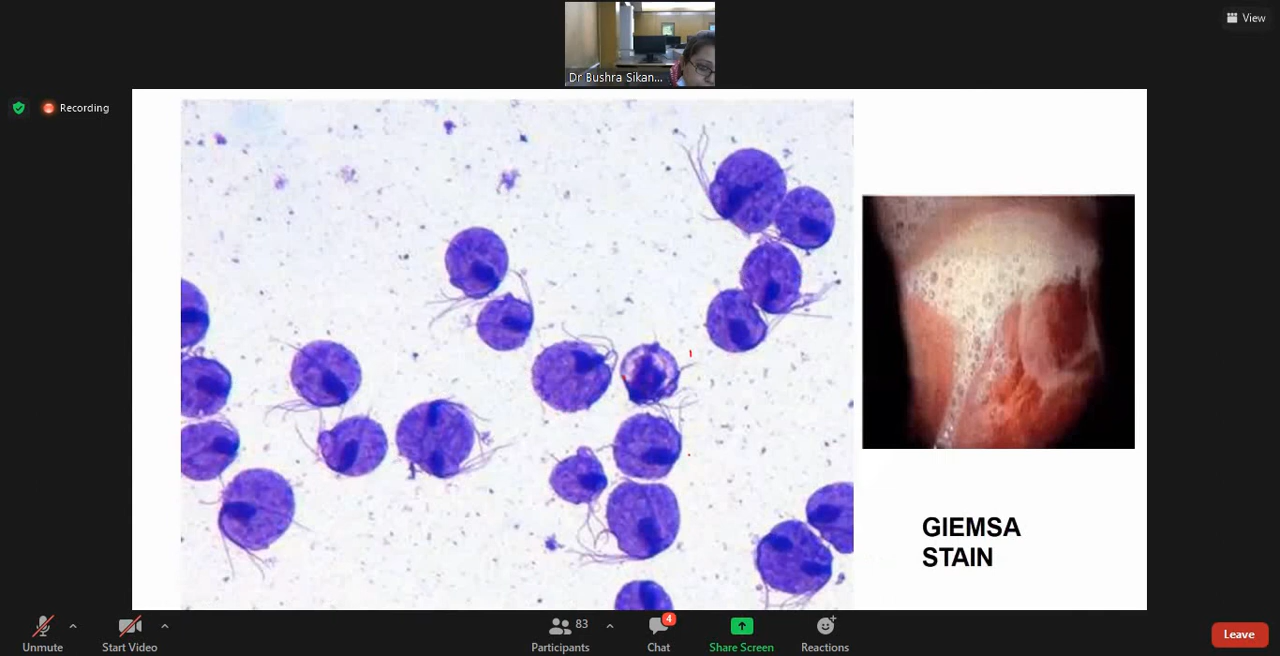 View
Dr Bushra Sikan...
Recording
GIEMSA
STAIN
83
4
Unmute
Start Video
Participants
Chat
Share Screen
Reactions
Leave